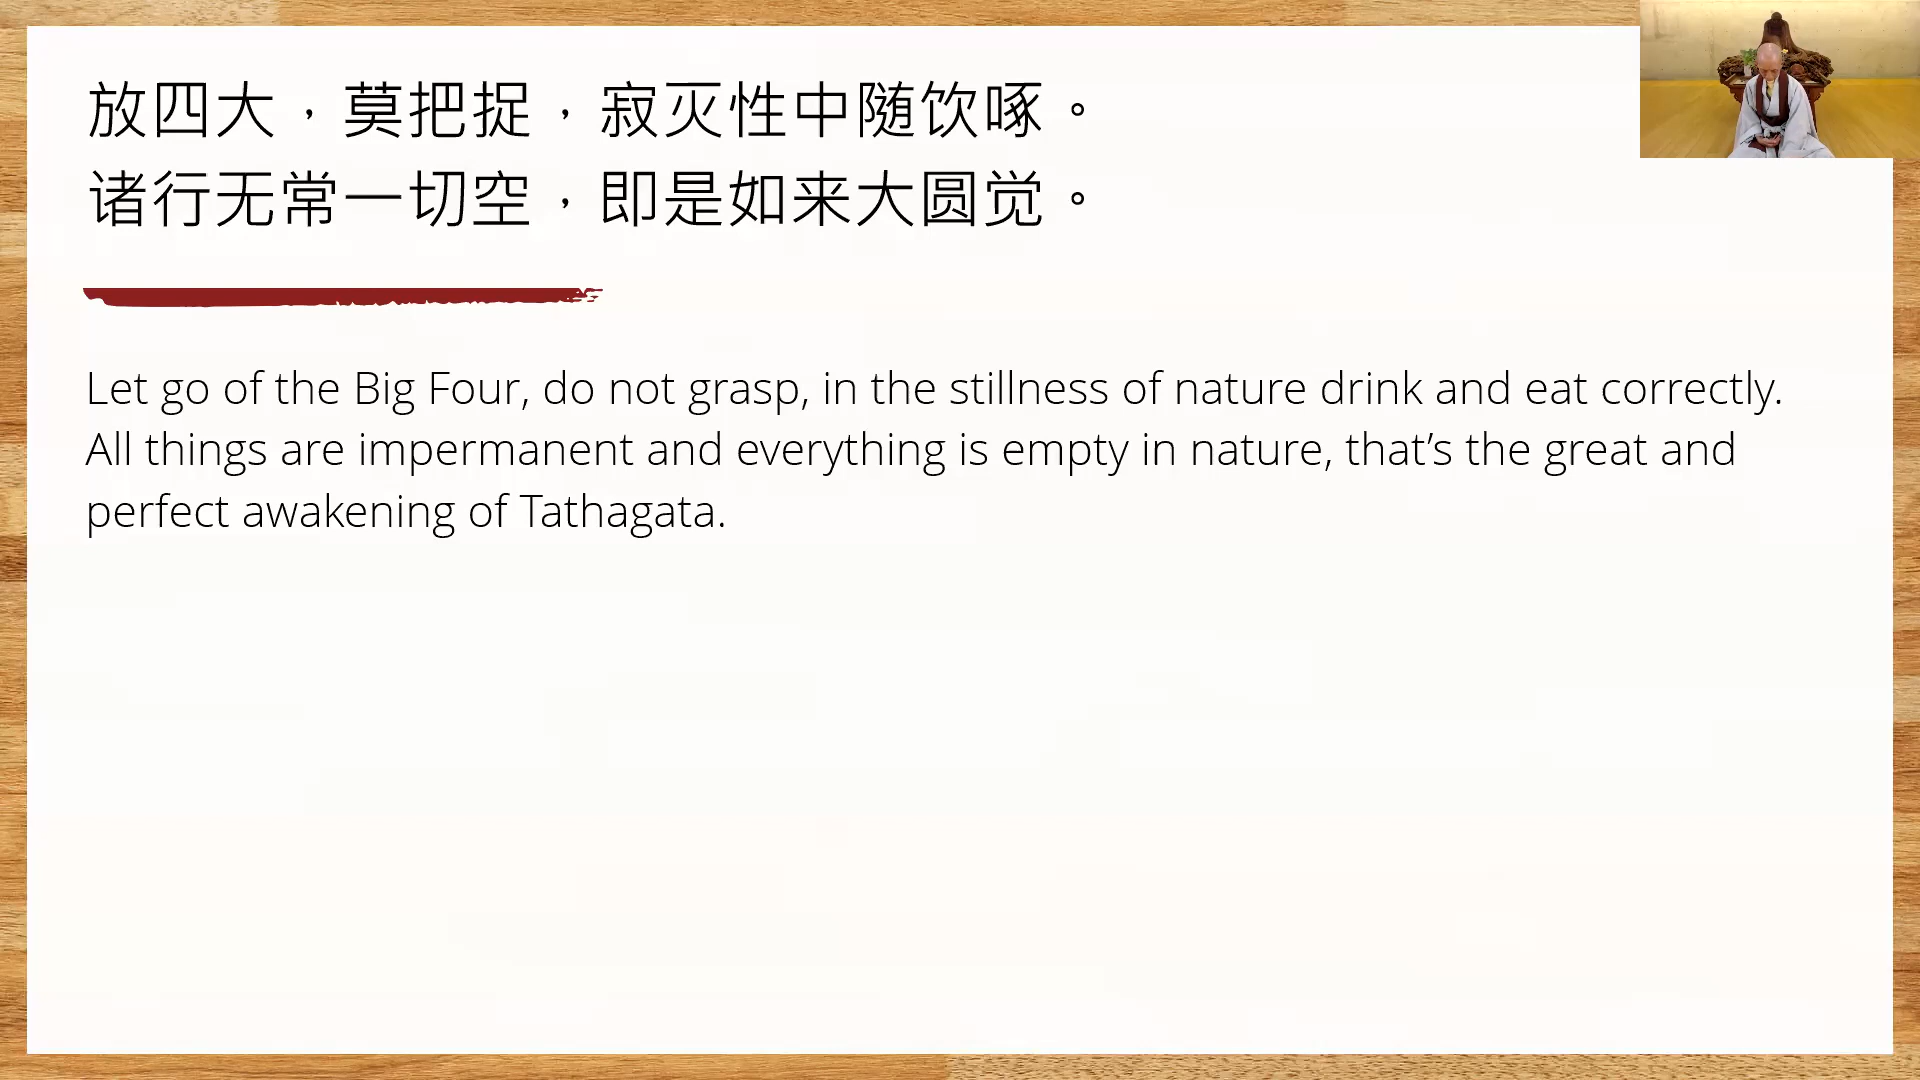 放四大，莫把捉，寂灭性中随饮啄。
诸行无常一切空，即是如来大圆觉。
Let go of the Big Four, do not grasp, in the stillness of nature drink and eat correctly.
All things are impermanent and everything is empty in nature, that’s the great and
perfect awakening of Tathagata.